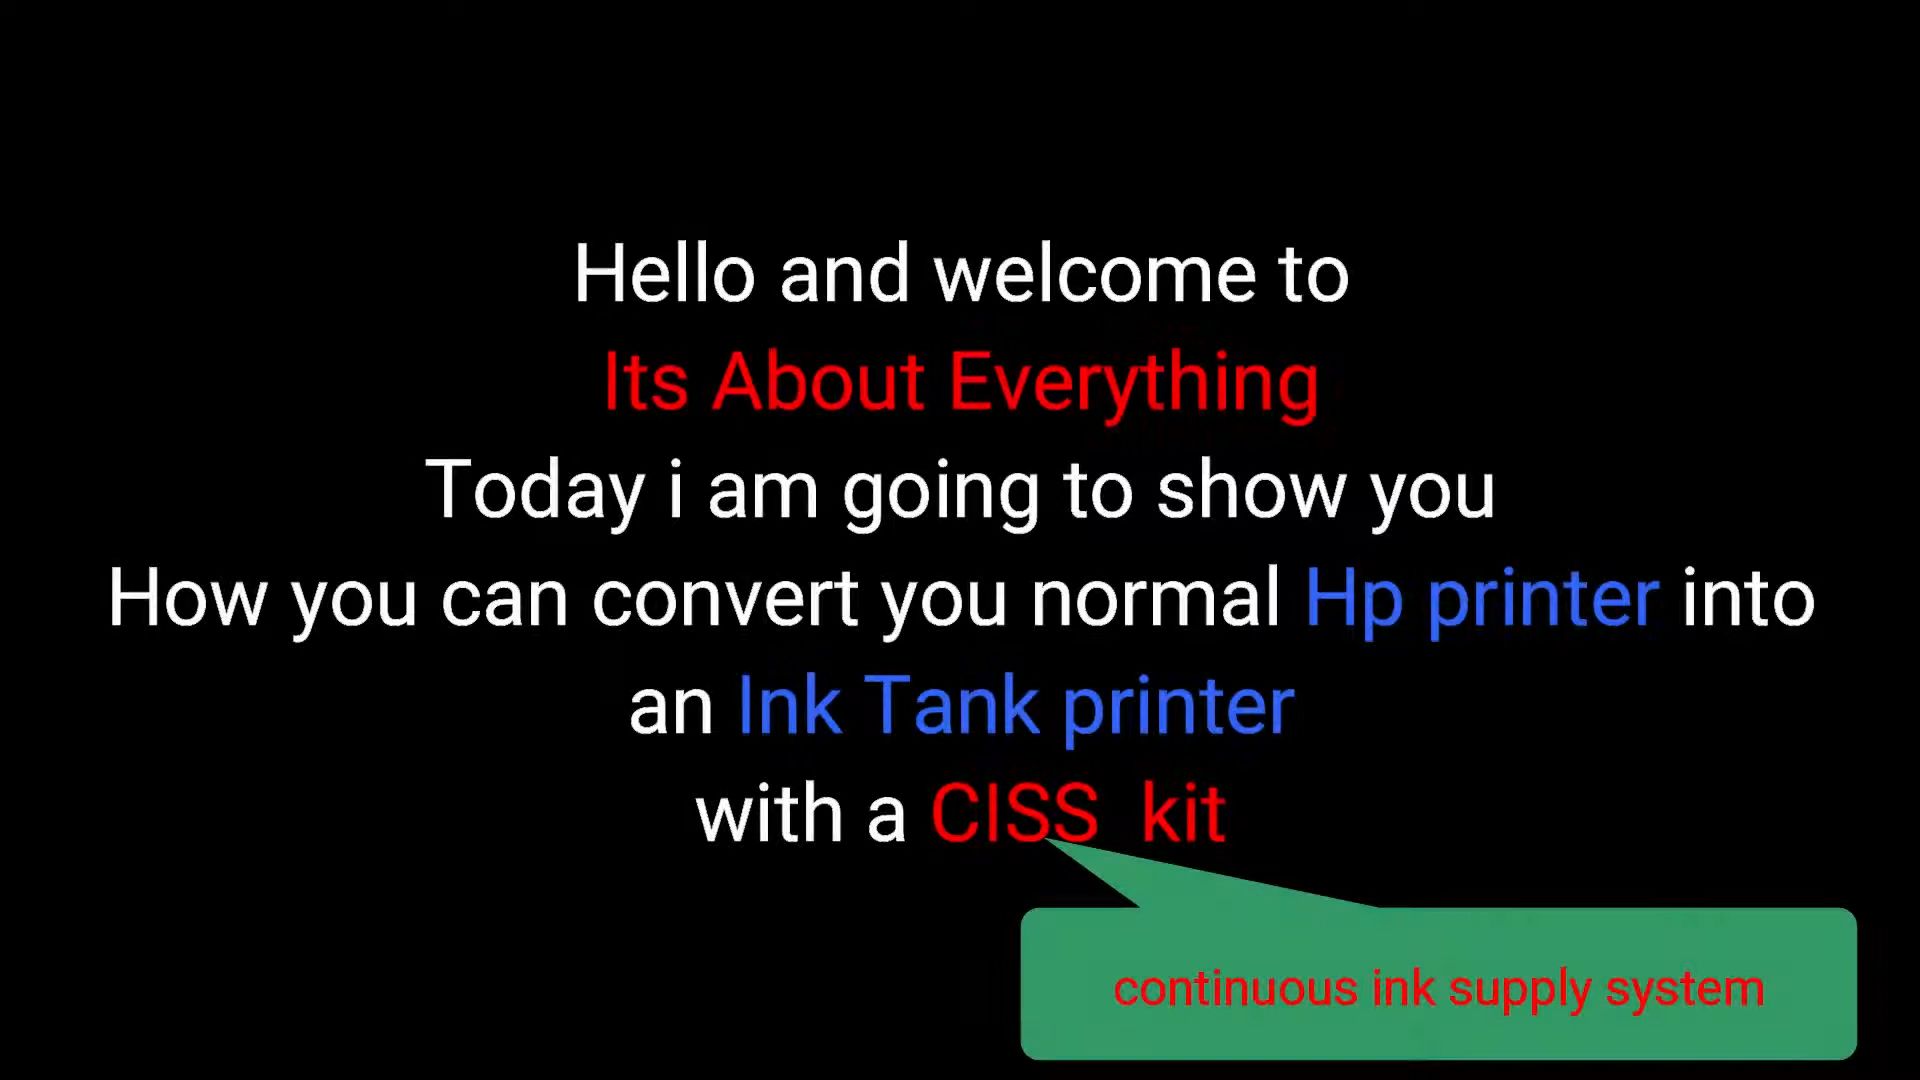 Hello and welcome to
Its About Everything
Today i am going to show you
How you can convert you normal Hp printer into
an Ink Tank printer
with a CISS  kit
continuous ink supply system